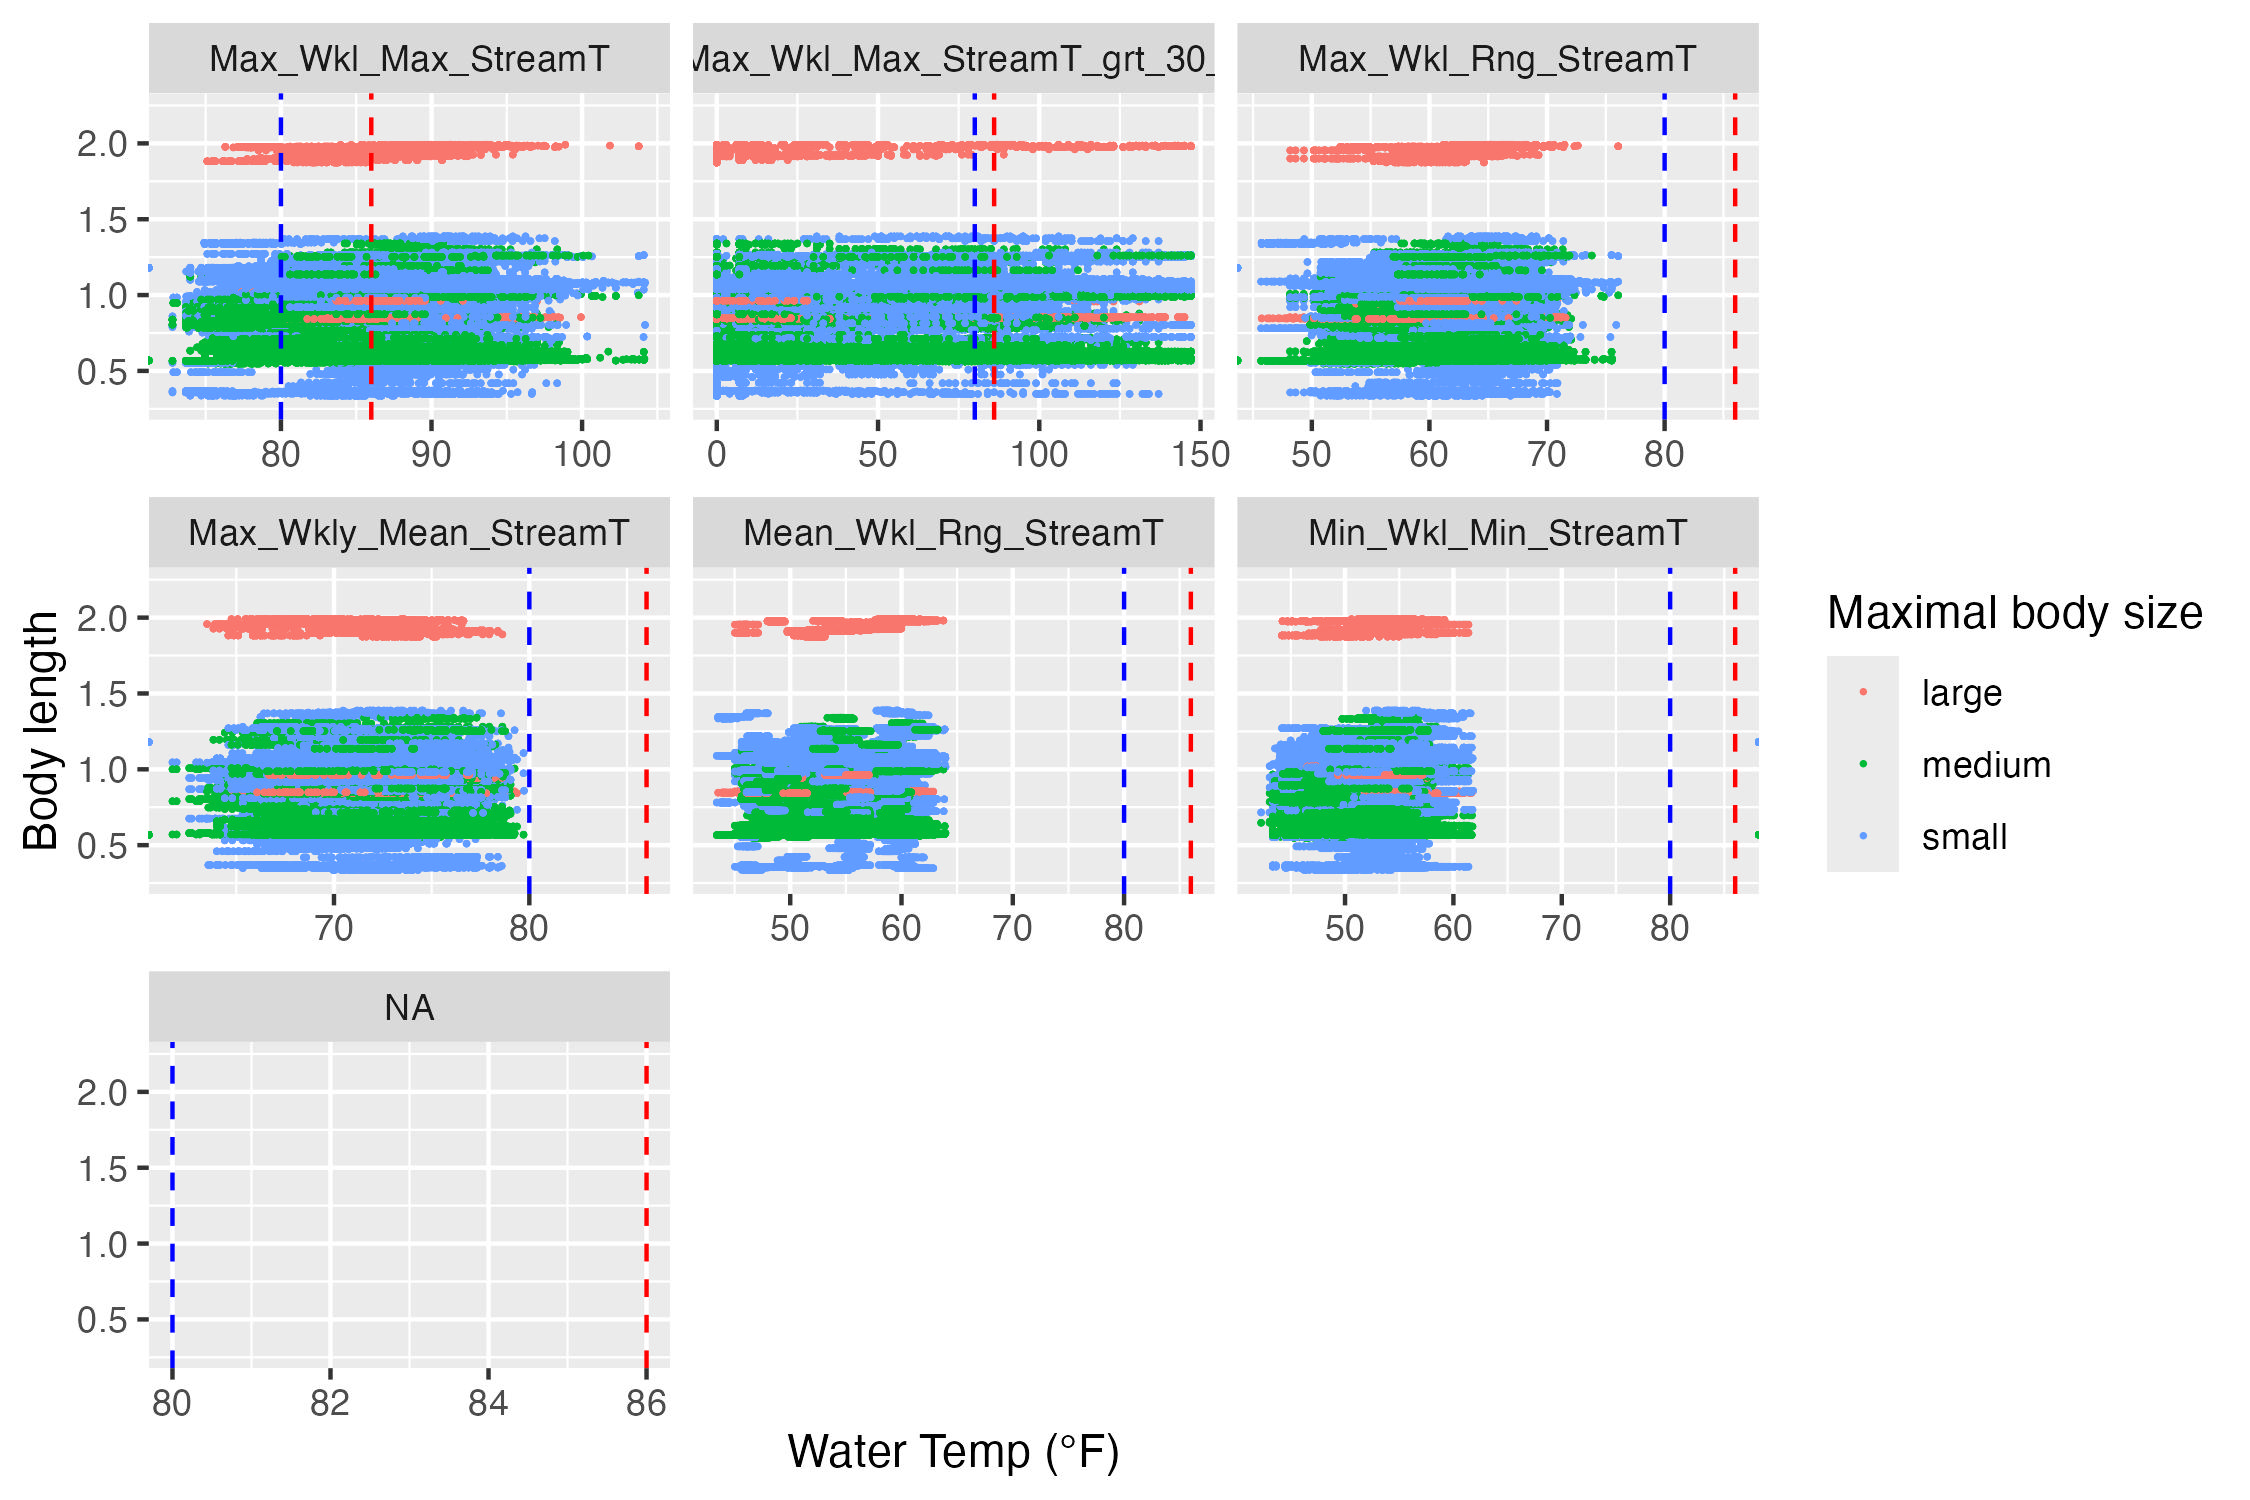 Max_Wkl_Max_StreamT
Max_Wkl_Max_StreamT_grt_30_
Max_Wkl_Rng_StreamT
2.0
1.5
1.0
0.5
80 90 100
0 50 100 150
50 60 70 80
Max_Wkly_Mean_StreamT
Mean_Wkl_Rng_StreamT
Min_Wkl_Min_StreamT
2.0
1.5
1.0
0.5
70 80
50 60 70 80
50 60 70 80
NA
2.0
1.5
1.0
0.5
80 82 84 86
Body length
Water Temp (°F)
Maximal body size
large
medium
small